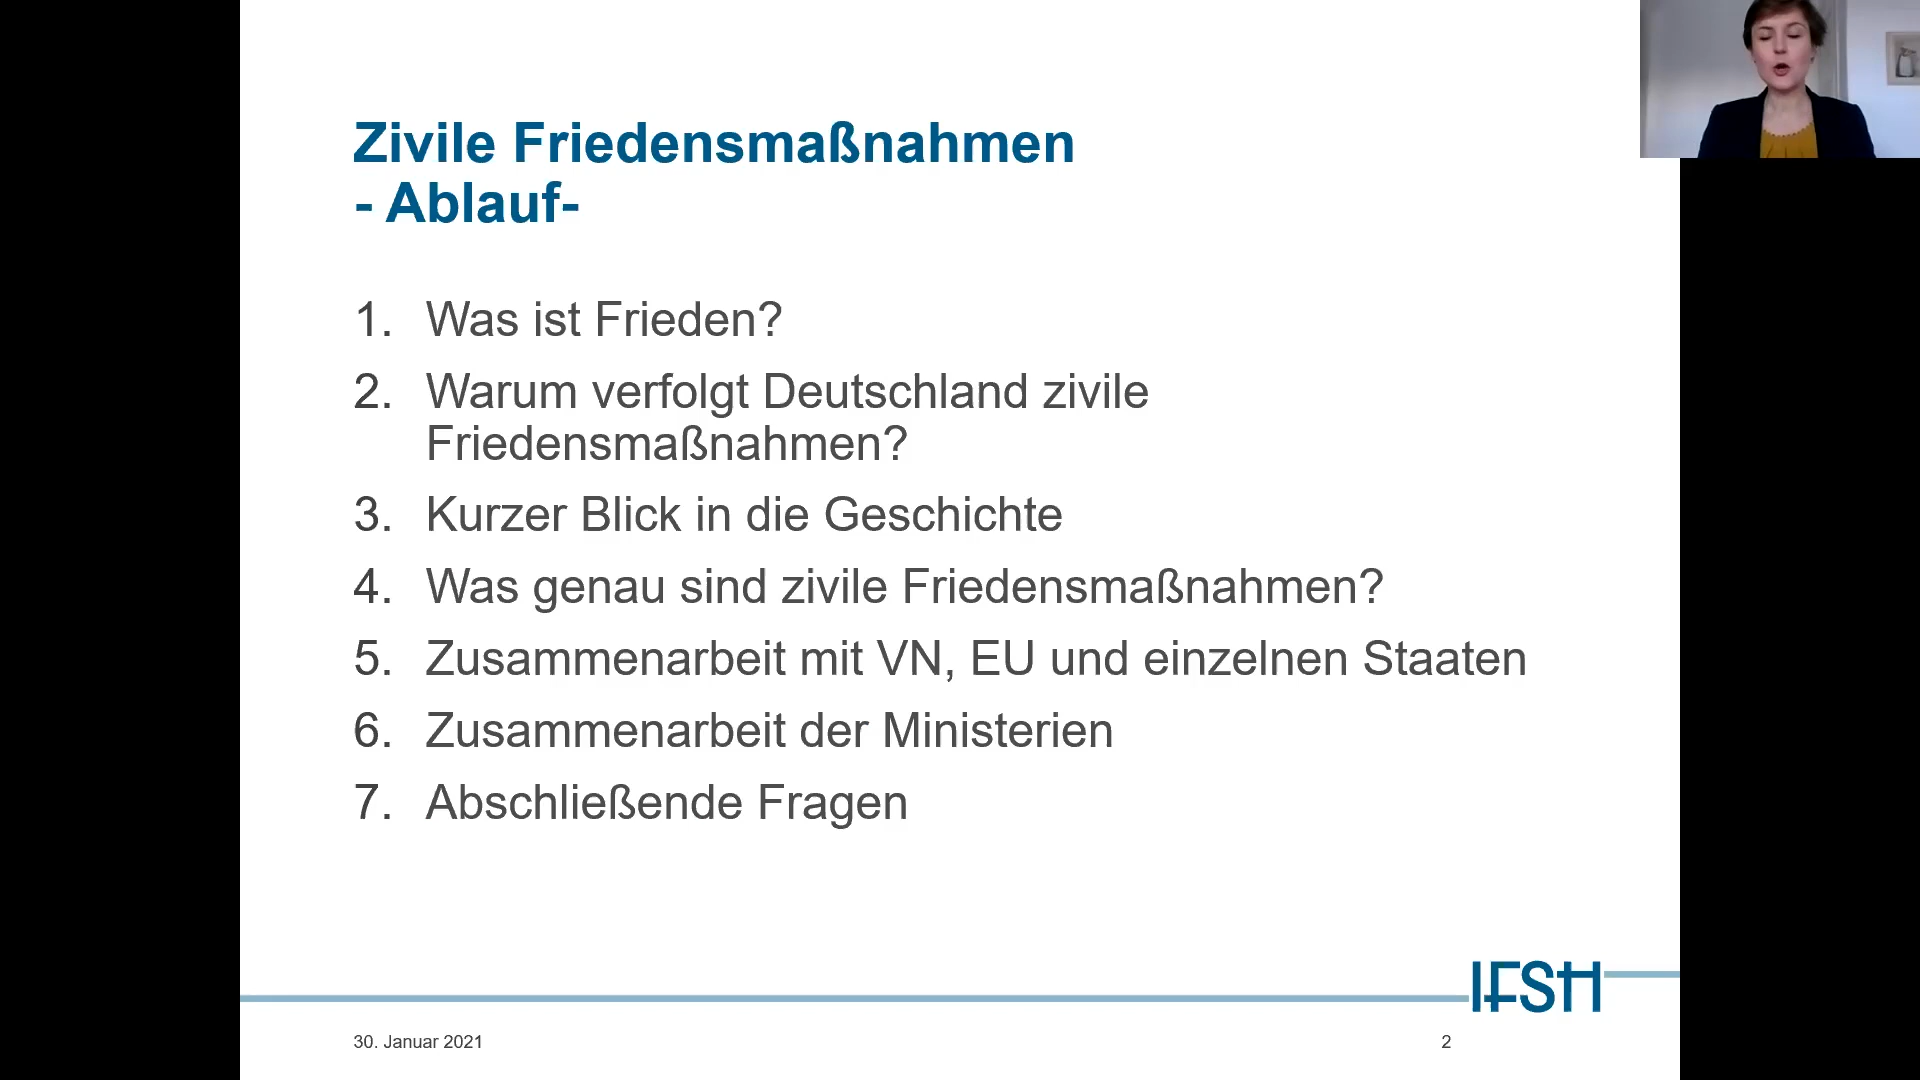 Zivile Friedensmaßnahmen
- Ablauf-
1. Was ist Frieden?
2. Warum verfolgt Deutschland zivile
Friedensmaßnahmen?
3. Kurzer Blick in die Geschichte
4. Was genau sind zivile Friedensmaßnahmen?
5. Zusammenarbeit mit VN, EU und einzelnen Staaten
6. Zusammenarbeit der Ministerien
7. Abschließende Fragen
IFSH
30. Januar 2021
2